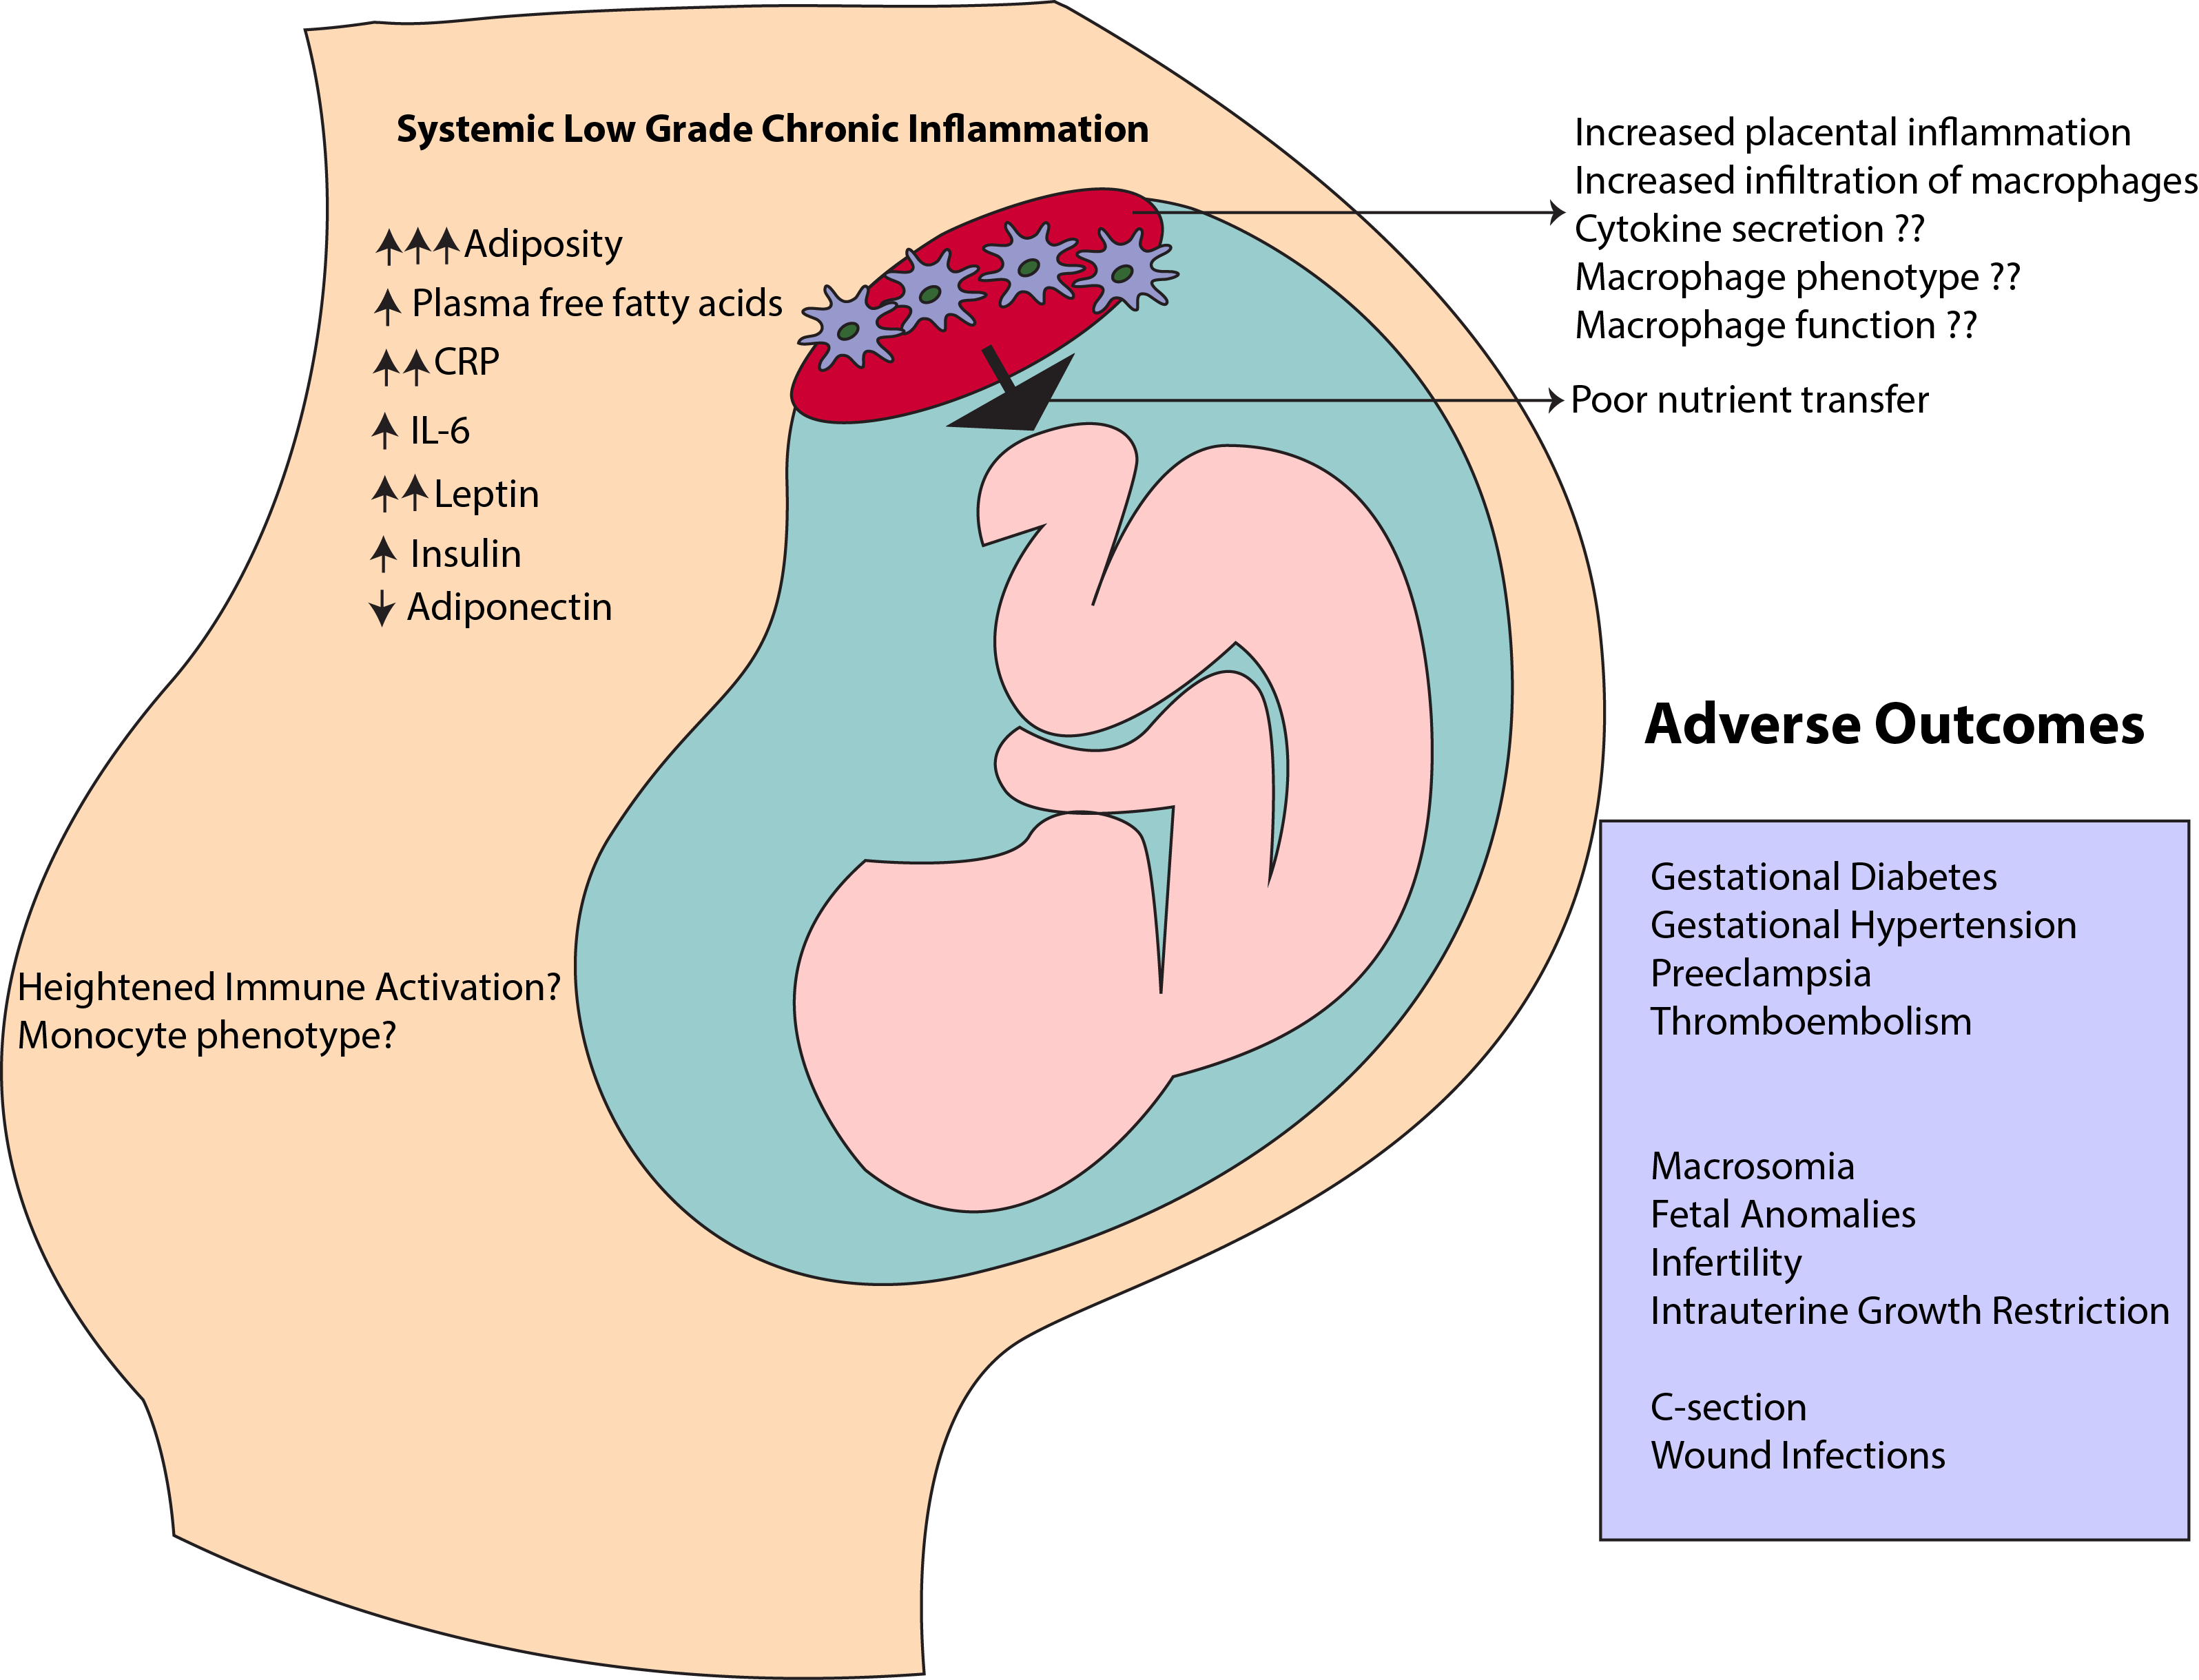 Systemic Low Grade Chronic Inflammation
Adiposity
Plasma free fatty acids
CRP
IL-6
Leptin
Insulin
Adiponectin
Heightened Immune Activation?
Monocyte phenotype?
Increased placental inflammation
Increased infiltration of macrophages
Cytokine secretion ??
Macrophage phenotype ??
Macrophage function ??
Poor nutrient transfer
Adverse Outcomes
Gestational Diabetes
Gestational Hypertension
Preeclampsia
Thromboembolism
Macrosomia
Fetal Anomalies
Infertility
Intrauterine Growth Restriction
C-section
Wound Infections